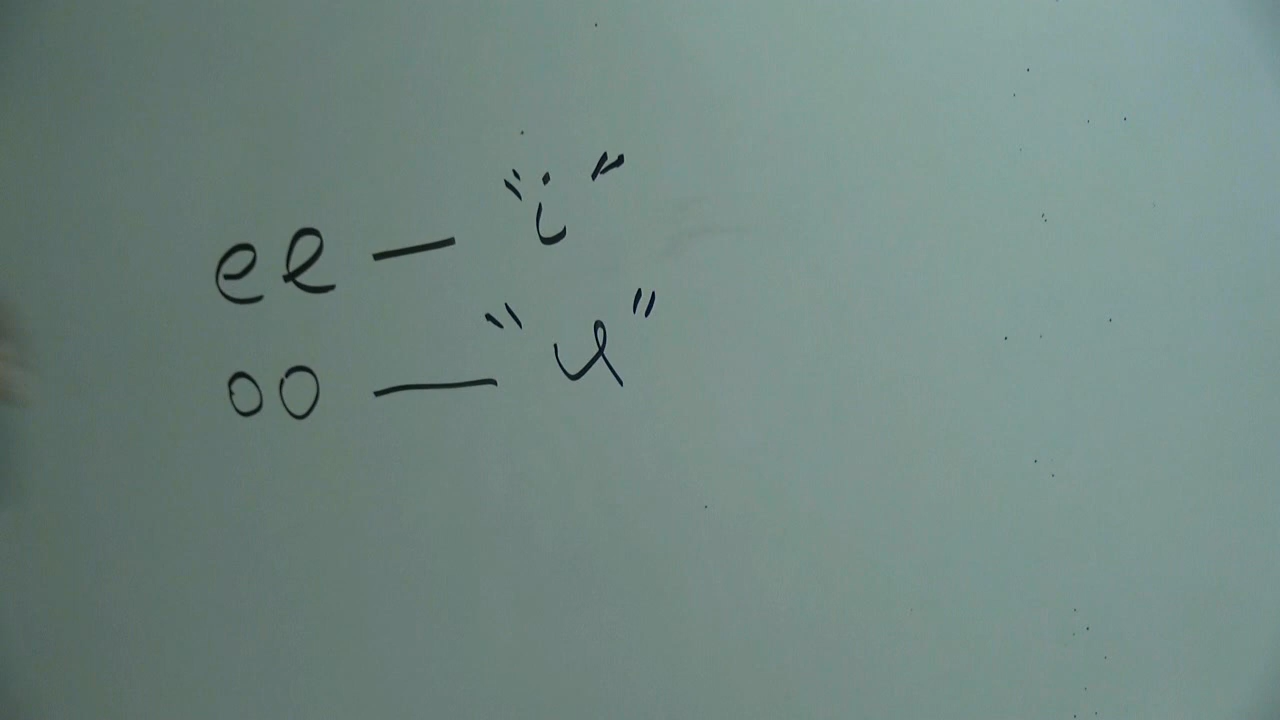 ee — "i"
oo — "u"